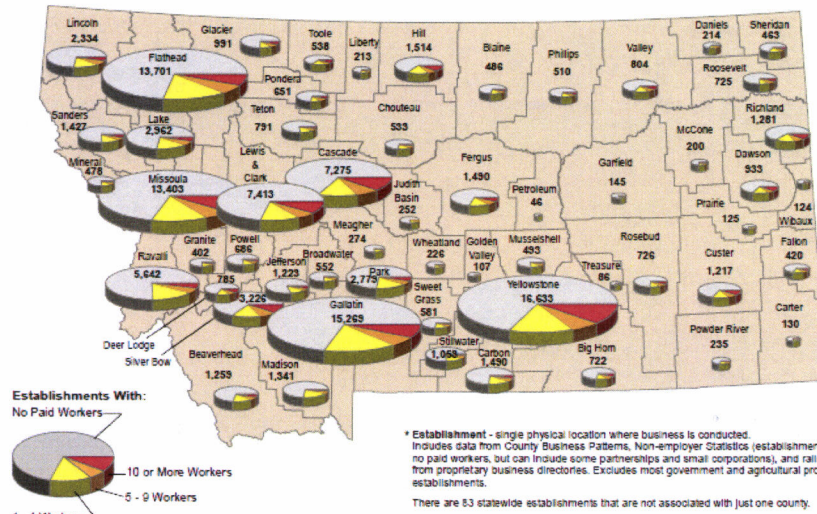 Lincoln
2,334
Glacier
991
Toole
538
Liberty
213
Hill
1,514
Blaine
486
Phillips
510
Valley
804
Daniels
214
Sheridan
463
Roosevelt
725
Flathead
13,701
Pondera
651
Teton
791
Chouteau
533
Richland
1,281
Sanders
1,427
Lake
2,962
Lewis
&
Clark
7,413
Cascade
7,275
Fergus
1,490
Petroleum
46
Garfield
145
McCone
200
Dawson
933
Mineral
478
Missoula
13,403
Judith
Basin
252
Prairie
125
124
Wibaux
Meagher
274
Ravalli
5,642
Granite
402
Powell
686
Jefferson
1,223
Broadwater
552
Wheatland
226
Golden
Valley
107
Musselshell
493
Treasure
86
Rosebud
726
Custer
1,217
Fallon
420
785
3,226
Park
2,773
Gallatin
15,269
Sweet
Grass
581
Yellowstone
16,633
Carter
130
Deer Lodge
Silver Bow
Beaverhead
1,259
Madison
1,341
Stillwater
1,058
Carbon
1,490
Big Horn
722
Powder River
235
Establishments With:
No Paid Workers
10 or More Workers
5 - 9 Workers
* Establishment - single physical location where business is conducted.
Includes data from County Business Patterns, Non-employer Statistics (establishmen
no paid workers, but can include some partnerships and small corporations), and rail
from proprietary business directories. Excludes most government and agricultural pro
establishments.
There are 83 statewide establishments that are not associated with just one county.